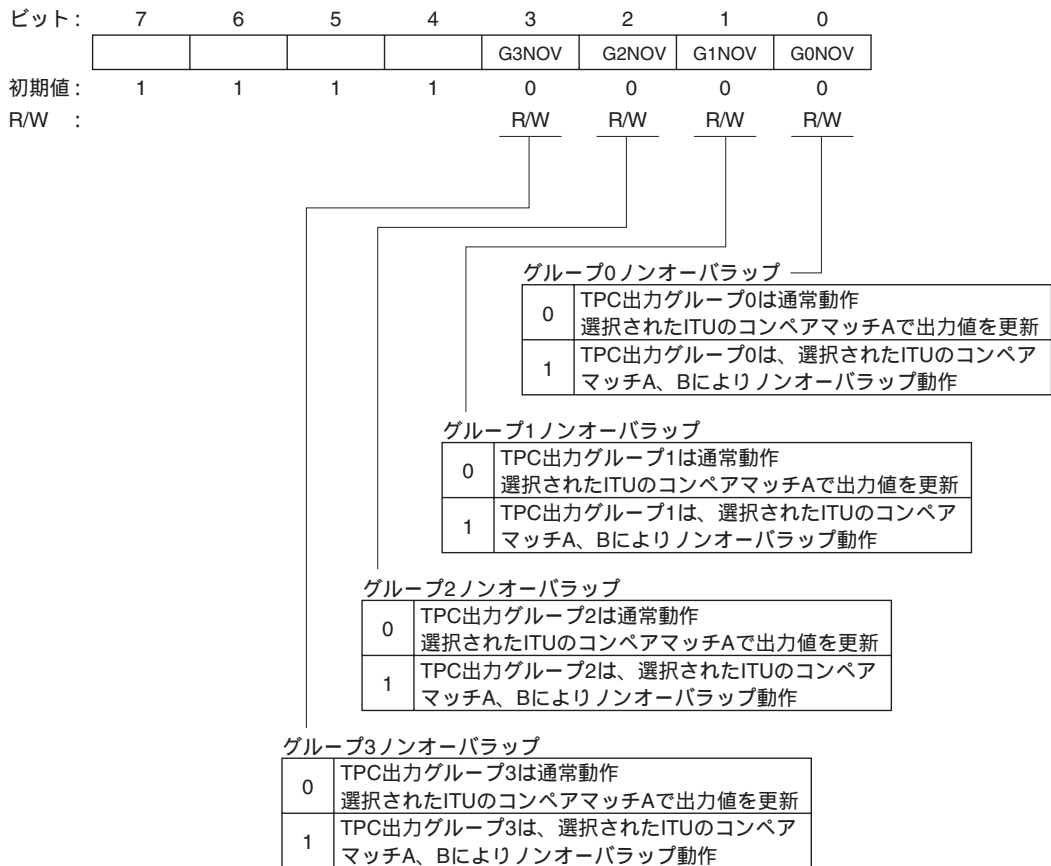 ビット : 7 6 5 4 3 2 1 0
G3NOV G2NOV G1NOV G0NOV
初期値 : 1 1 1 1 0 0 0 0
R/W : R/W R/W R/W R/W
グループ0ノンオーバラップ
0 TPC出力グループ0は通常動作
選択されたITUのコンペアマッチAで出力値を更新
1 TPC出力グループ0は、選択されたITUのコンペア
マッチA、Bによりノンオーバラップ動作
グループ1ノンオーバラップ
0 TPC出力グループ1は通常動作
選択されたITUのコンペアマッチAで出力値を更新
1 TPC出力グループ1は、選択されたITUのコンペア
マッチA、Bによりノンオーバラップ動作
グループ2ノンオーバラップ
0 TPC出力グループ2は通常動作
選択されたITUのコンペアマッチAで出力値を更新
1 TPC出力グループ2は、選択されたITUのコンペア
マッチA、Bによりノンオーバラップ動作
グループ3ノンオーバラップ
0 TPC出力グループ3は通常動作
選択されたITUのコンペアマッチAで出力値を更新
1 TPC出力グループ3は、選択されたITUのコンペア
マッチA、Bによりノンオーバラップ動作